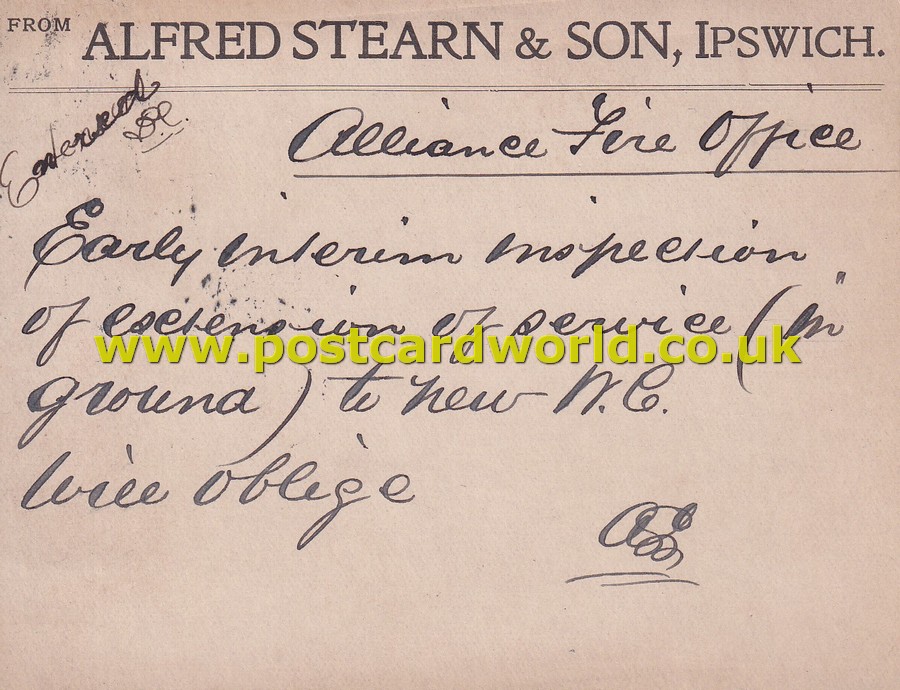 FROM ALFRED STEARN & SON, IPSWICH.
Alliance Fire Office
Early interim inspection
of extension of service (in
www.postcardworld.co.uk
ground) to new W.C.
will oblige